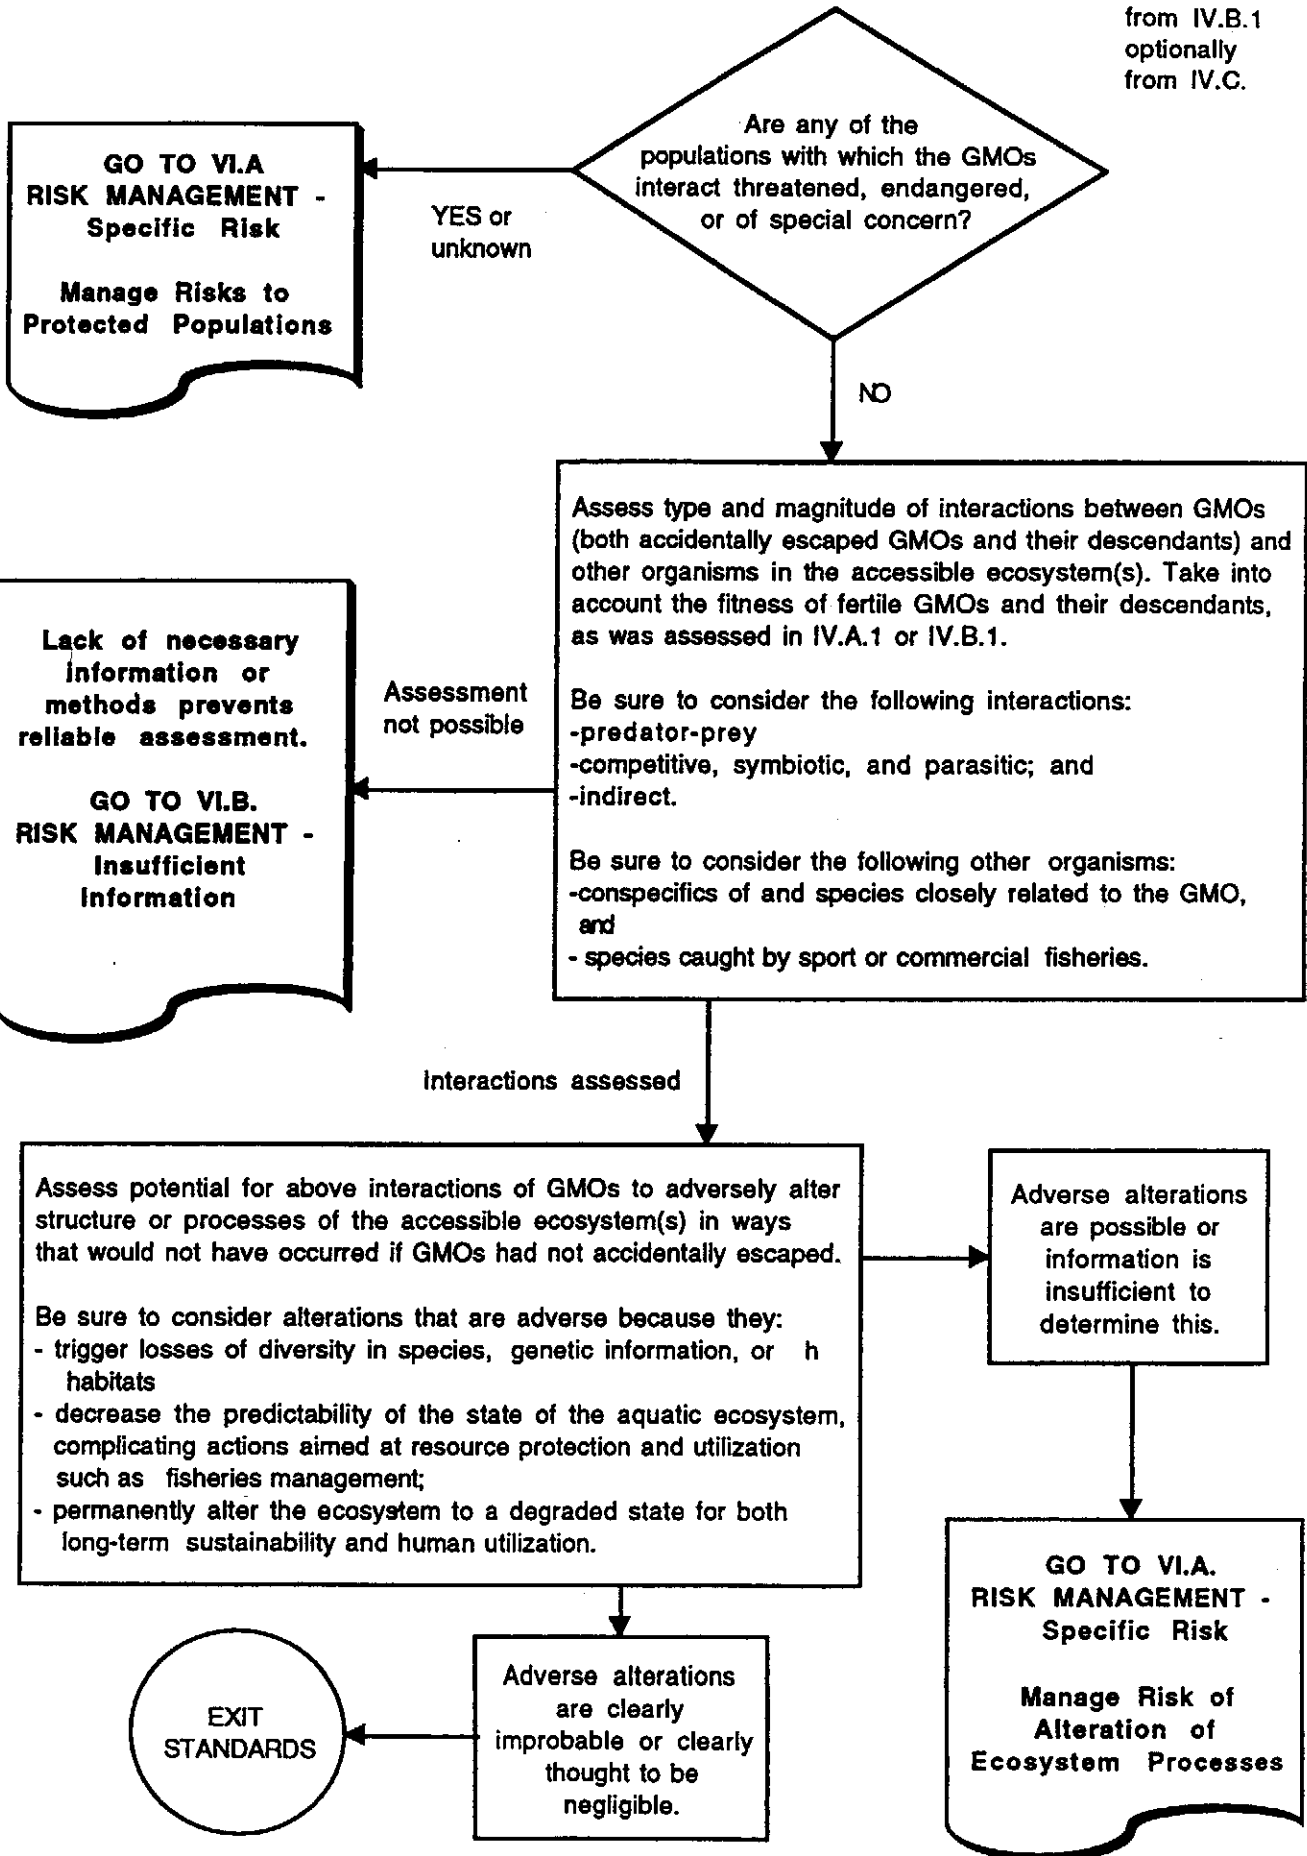 from IV.B.1
optionally
from IV.C.
Are any of the
populations with which the GMOs
interact threatened, endangered,
or of special concern?
YES or
unknown
GO TO VI.A
RISK MANAGEMENT -
Specific Risk
Manage Risks to
Protected Populations
NO
Assess type and magnitude of interactions between GMOs
(both accidentally escaped GMOs and their descendants) and
other organisms in the accessible ecosystem(s). Take into
account the fitness of fertile GMOs and their descendants,
as was assessed in IV.A.1 or IV.B.1.
Be sure to consider the following interactions:
-predator-prey
-competitive, symbiotic, and parasitic; and
-indirect.
Be sure to consider the following other organisms:
-conspecifics of and species closely related to the GMO,
and
- species caught by sport or commercial fisheries.
Assessment
not possible
Lack of necessary
information or
methods prevents
reliable assessment.
GO TO VI.B.
RISK MANAGEMENT -
Insufficient
Information
Interactions assessed
Assess potential for above interactions of GMOs to adversely alter
structure or processes of the accessible ecosystem(s) in ways
that would not have occurred if GMOs had not accidentally escaped.
Be sure to consider alterations that are adverse because they:
- trigger losses of diversity in species, genetic information, or h
habitats
- decrease the predictability of the state of the aquatic ecosystem,
complicating actions aimed at resource protection and utilization
such as fisheries management;
- permanently alter the ecosystem to a degraded state for both
long-term sustainability and human utilization.
Adverse alterations
are possible or
information is
insufficient to
determine this.
GO TO VI.A.
RISK MANAGEMENT -
Specific Risk
Manage Risk of
Alteration of
Ecosystem Processes
Adverse alterations
are clearly
improbable or clearly
thought to be
negligible.
EXIT
STANDARDS